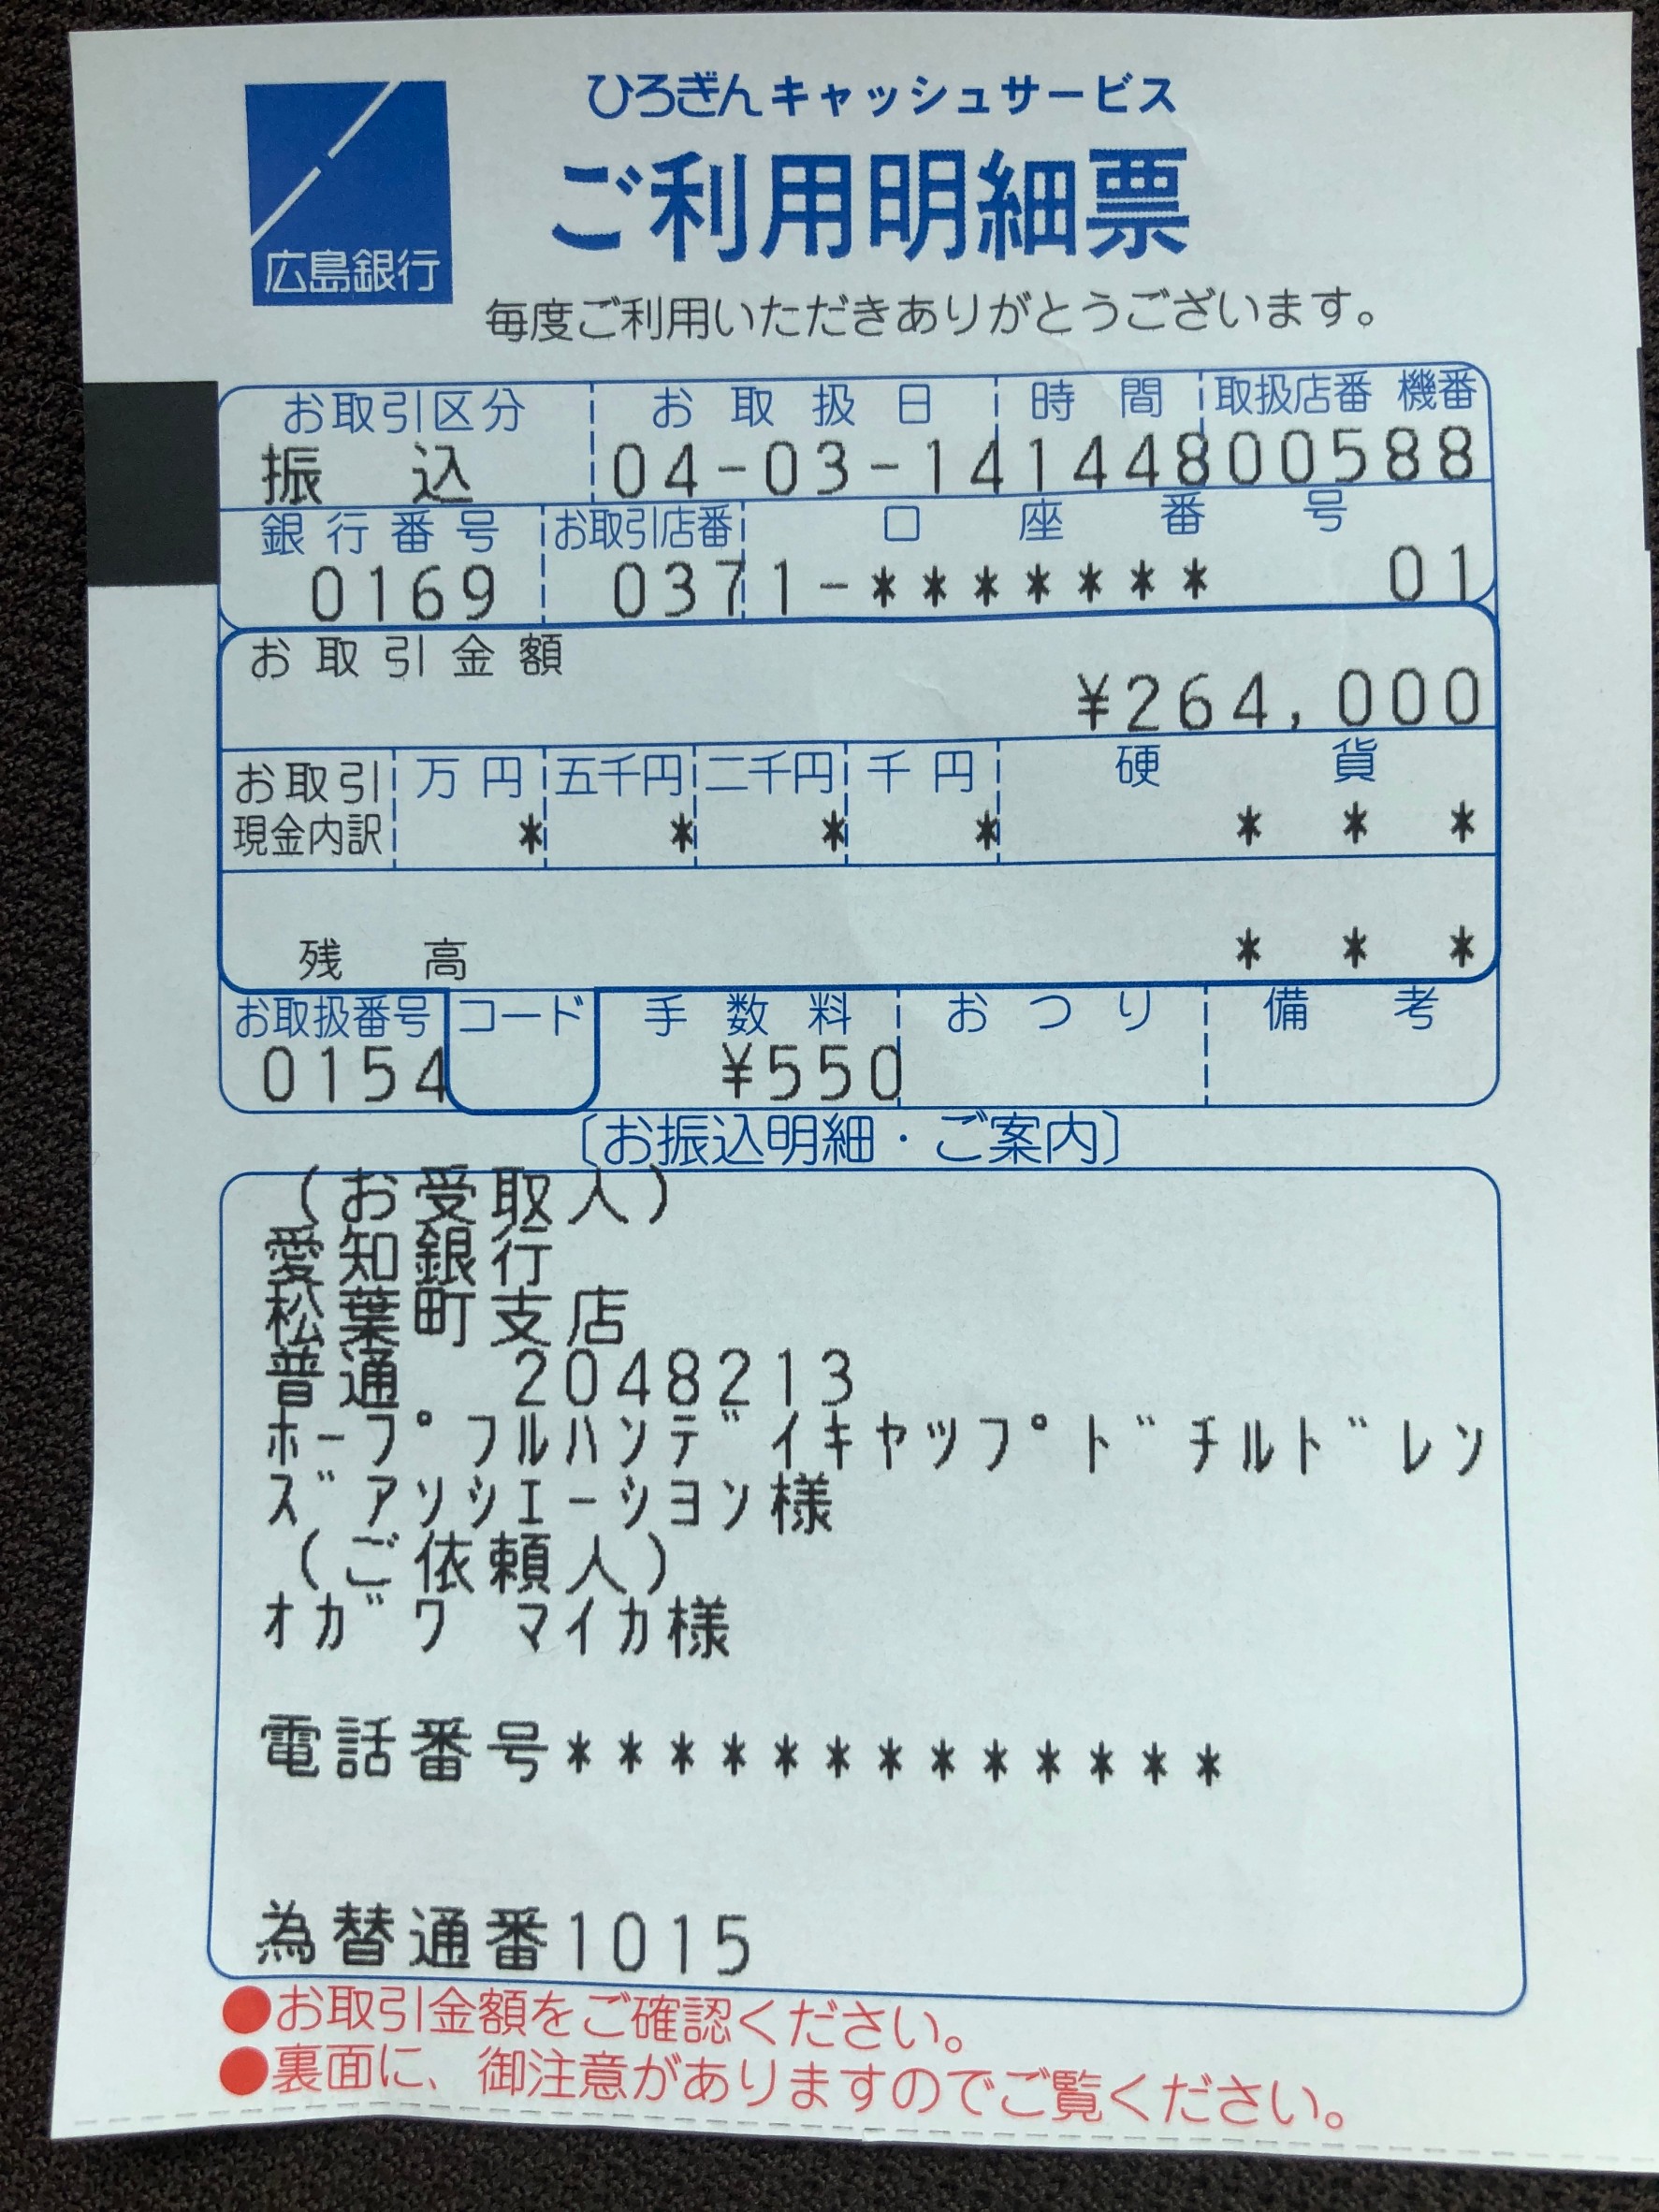 ひろぎんキャッシュサービス
ご利用明細票
広島銀行
毎度ご利用いただきありがとうございます。
お取引区分 お取扱日 時間 取扱店番 機番
振込 04-03-14 1448 00588
銀行番号 お取引店番 口座番号
0169 0371-******* 01
お取引金額
¥264,000
お取引 万円 五千円 二千円 千円 硬貨
現金内訳 * * * * * * *
残高 * * *
お取扱番号 コード 手数料 おつり 備考
0154 ¥550
〔お振込明細・ご案内〕
(お受取人)
愛知銀行
松葉町支店
普通 2048213
ホープフルハンデイキャツプドチルドレン
ズアソシエーシヨン様
(ご依頼人)
オガワ マイカ様
電話番号*************
為替通番1015
●お取引金額をご確認ください。
●裏面に、御注意がありますのでご覧ください。